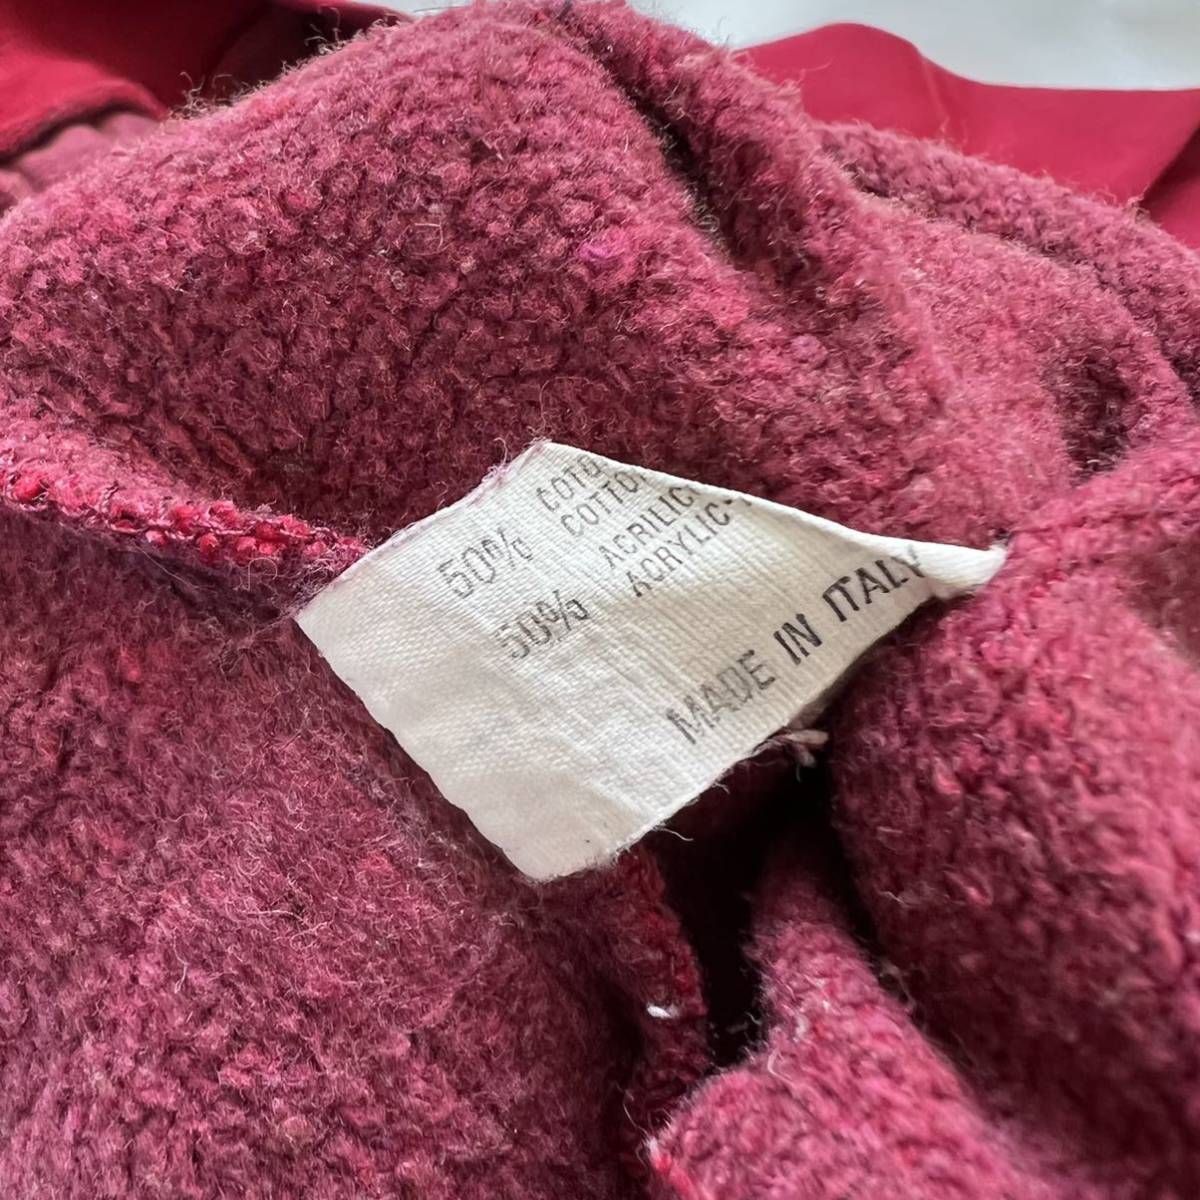 50% COTO
COTTO
50% ACRILIC
ACRYLIC
MADE IN ITALY